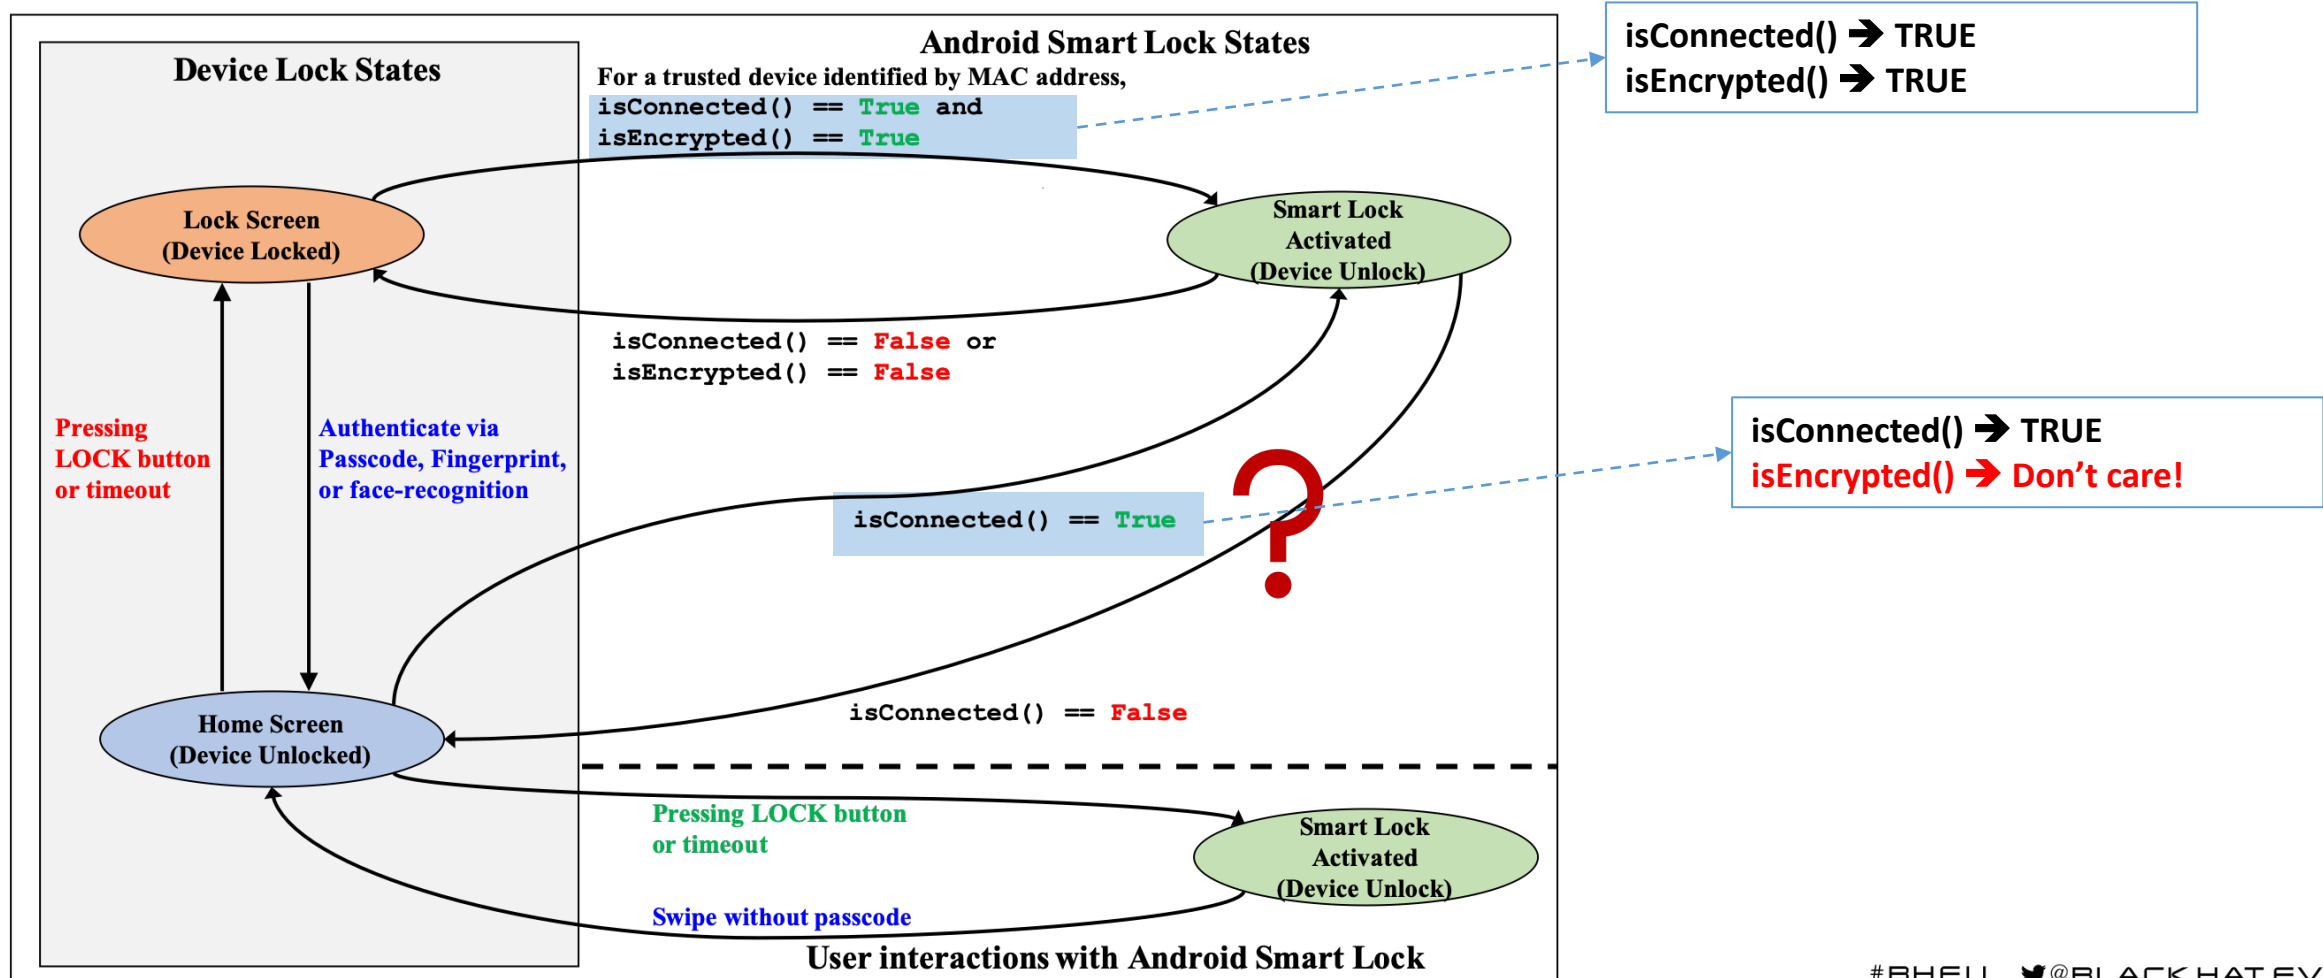 Android Smart Lock States
Device Lock States
For a trusted device identified by MAC address,
isConnected() == True and
isEncrypted() == True
isConnected() ➔ TRUE
isEncrypted() ➔ TRUE
Lock Screen
(Device Locked)
Smart Lock
Activated
(Device Unlock)
isConnected() == False or
isEncrypted() == False
Pressing
LOCK button
or timeout
Authenticate via
Passcode, Fingerprint,
or face-recognition
isConnected() == True
?
isConnected() ➔ TRUE
isEncrypted() ➔ Don't care!
isConnected() == False
Home Screen
(Device Unlocked)
Pressing LOCK button
or timeout
Smart Lock
Activated
(Device Unlock)
Swipe without passcode
User interactions with Android Smart Lock